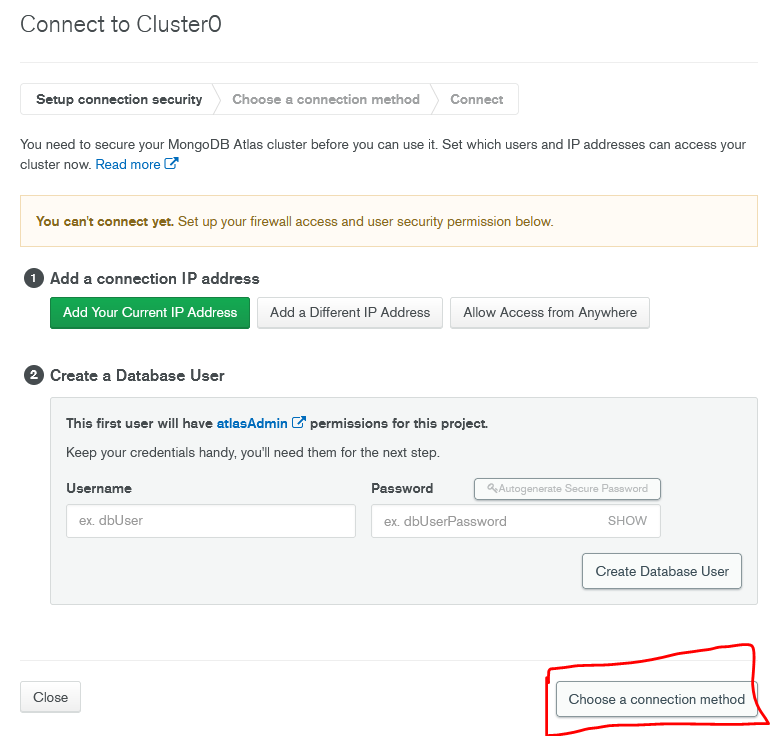 Connect to Cluster0
Setup connection security
Choose a connection method
Connect
You need to secure your MongoDB Atlas cluster before you can use it. Set which users and IP addresses can access your
cluster now. Read more
You can't connect yet. Set up your firewall access and user security permission below.
1 Add a connection IP address
Add Your Current IP Address
Add a Different IP Address
Allow Access from Anywhere
2 Create a Database User
This first user will have atlasAdmin permissions for this project.
Keep your credentials handy, you'll need them for the next step.
Username
Password
Autogenerate Secure Password
ex. dbUser
ex. dbUserPassword
SHOW
Create Database User
Close
Choose a connection method